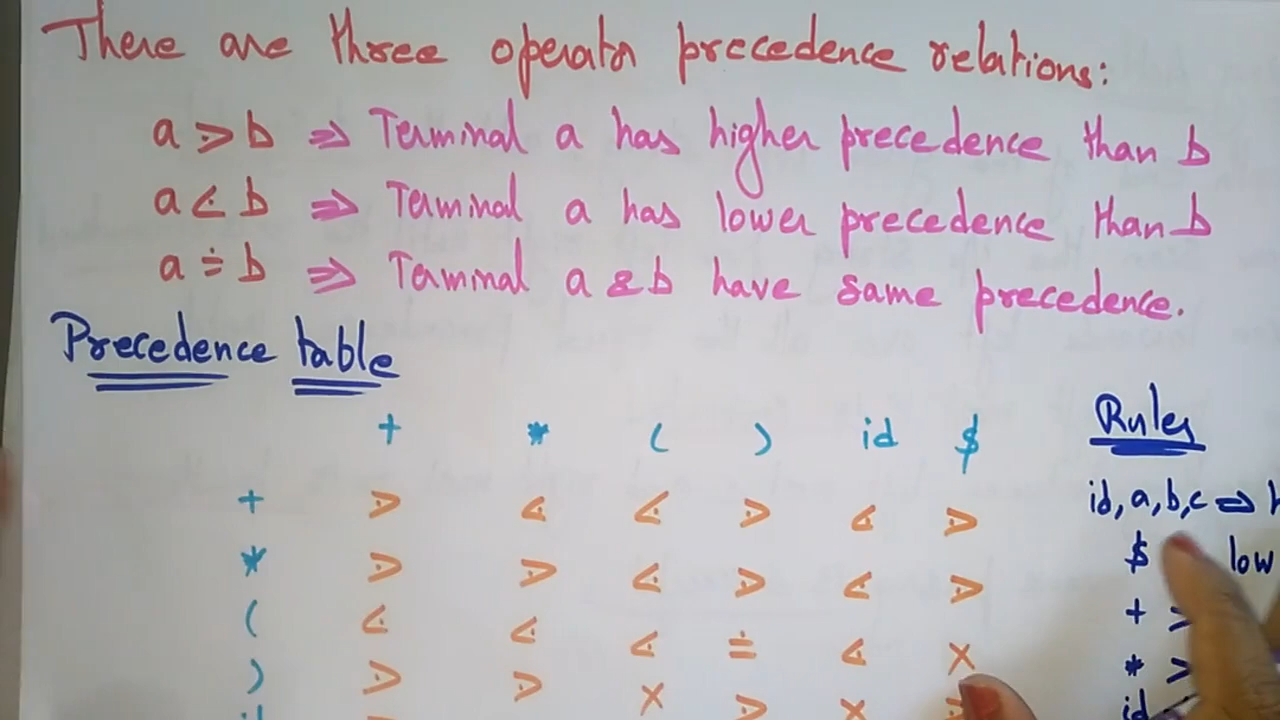 There are three operator precedence relations:
a ⋗ b ⇒ Terminal a has higher precedence than b
a ⋖ b ⇒ Terminal a has lower precedence than b
a ≐ b ⇒ Terminal a & b have same precedence.
Precedence table
Rules
+ * ( ) id $
+ ⋗ ⋖ ⋖ ⋗ ⋖ ⋗
* ⋗ ⋗ ⋖ ⋗ ⋖ ⋗
( ⋖ ⋖ ⋖ ≐ ⋖ ×
) ⋗ ⋗ × ⋗ ×
id, a, b, c ⇒
$ low
+ >
* >
id